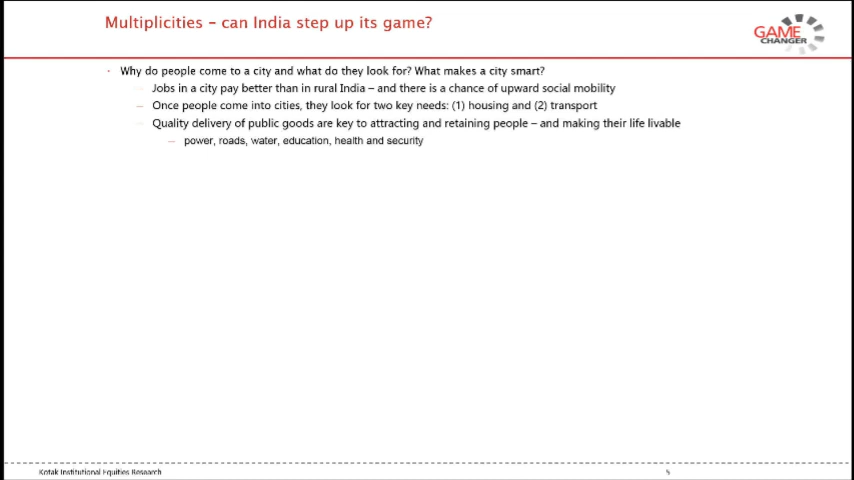 Multiplicities – can India step up its game?
GAME
CHANGER
· Why do people come to a city and what do they look for? What makes a city smart?
– Jobs in a city pay better than in rural India – and there is a chance of upward social mobility
– Once people come into cities, they look for two key needs: (1) housing and (2) transport
– Quality delivery of public goods are key to attracting and retaining people – and making their life livable
– power, roads, water, education, health and security
Kotak Institutional Equities Research